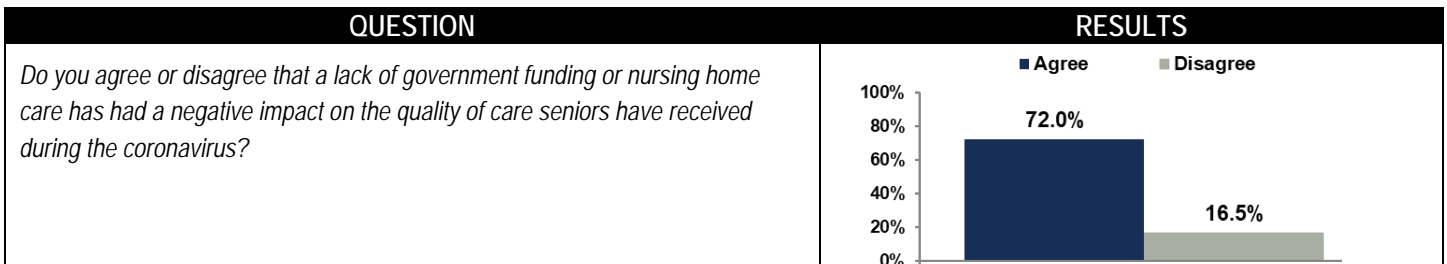 QUESTION
RESULTS
Do you agree or disagree that a lack of government funding or nursing home
care has had a negative impact on the quality of care seniors have received
during the coronavirus?
Agree Disagree
100%
80%
60%
40%
20%
0%
72.0%
16.5%